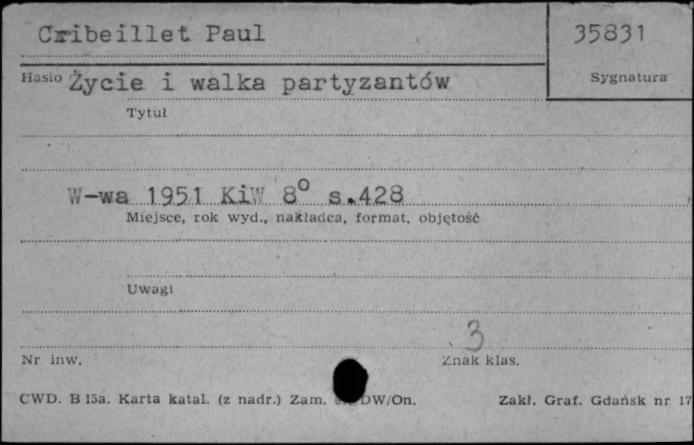 Cribeillet Paul
35831
Hasło Życie i walka partyzantów
Sygnatura
Tytuł
W-wa 1951 KiW 8° s.428
Miejsce, rok wyd., nakładca, format, objętość
Uwagi
3
Nr inw.
Znak klas.
CWD. B 15a. Karta katal. (z nadr.) Zam. DW/On.
Zakł. Graf. Gdańsk nr 17